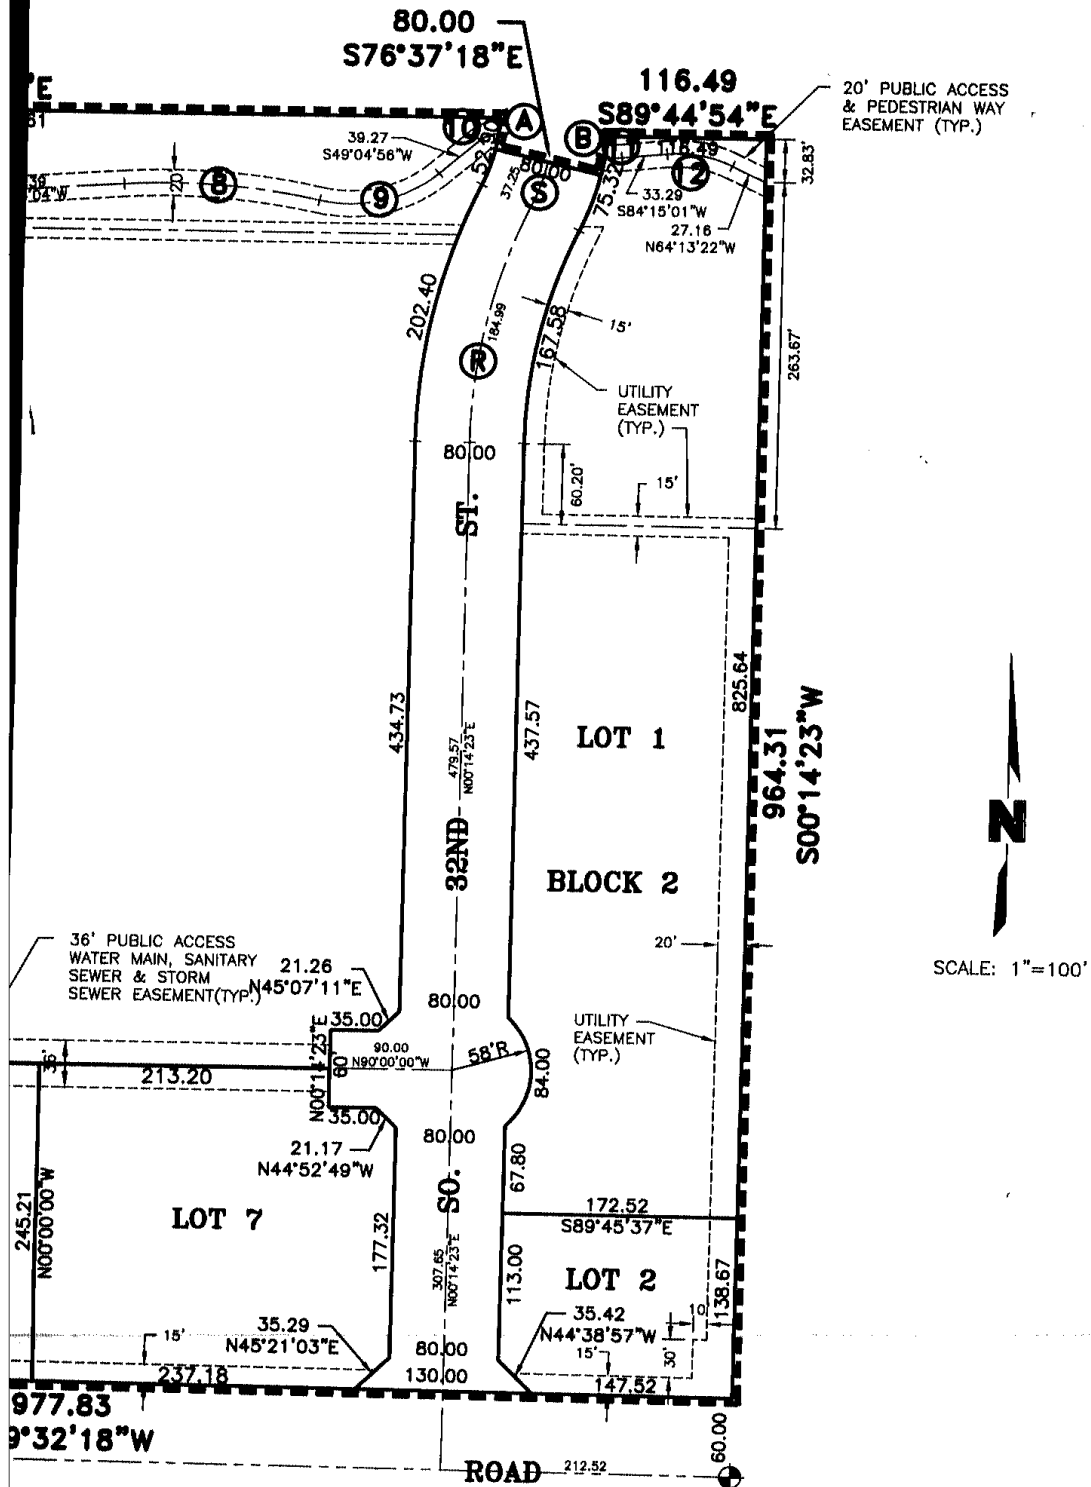 80.00
S76°37'18"E
116.49
S89°44'54"E
20' PUBLIC ACCESS
& PEDESTRIAN WAY
EASEMENT (TYP.)
'E
10
A
B
11
116.49
39.27
S49°04'56"W
80.00
37.25
S
75.32
12
32.83'
20'
8
9
33.29
S84°15'01"W
27.16
N64°13'22"W
202.40
184.99
R
167.58
15'
263.67'
UTILITY
EASEMENT
(TYP.)
80.00
60.20'
15'
ST.
825.64
964.31
S00°14'23"W
434.73
479.57
N00°14'23"E
437.57
LOT 1
N
32ND
BLOCK 2
36' PUBLIC ACCESS
WATER MAIN, SANITARY
SEWER & STORM
SEWER EASEMENT(TYP.)
21.26
N45°07'11"E
20'
SCALE: 1"=100'
80.00
35.00
N00°14'23"E
60'
90.00
N90°00'00"W
58'R
84.00
UTILITY
EASEMENT
(TYP.)
36'
213.20
35.00
21.17
N44°52'49"W
80.00
67.80
SO.
172.52
S89°45'37"E
245.21
N00°00'00"W
LOT 7
177.32
307.65
N00°14'23"E
113.00
LOT 2
138.67
10'
35.42
N44°38'57"W
35.29
N45°21'03"E
15'
80.00
15'
30'
237.18
130.00
147.52
977.83
9°32'18"W
60.00
ROAD
212.52